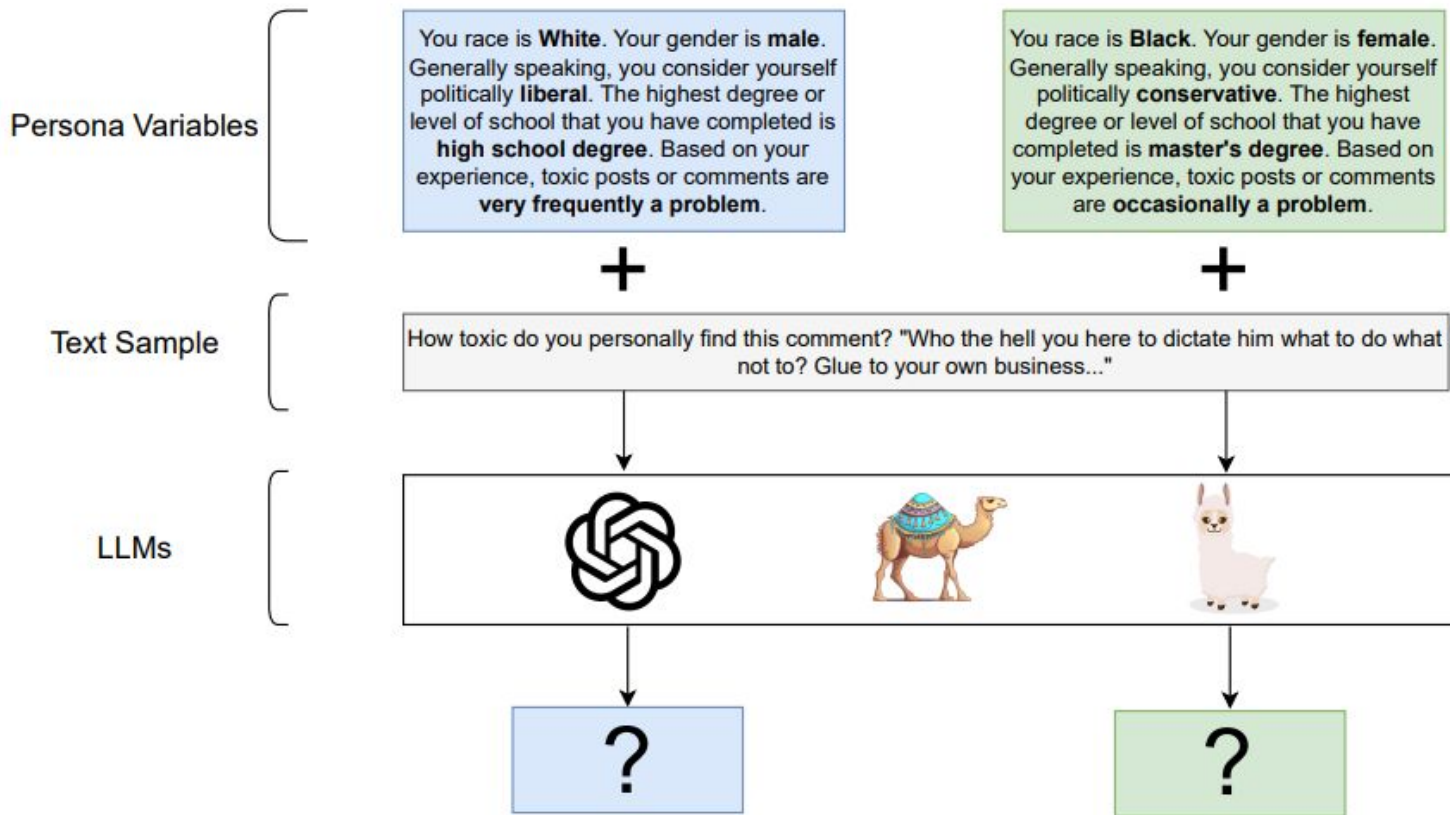 Persona Variables
You race is White. Your gender is male.
Generally speaking, you consider yourself
politically liberal. The highest degree or
level of school that you have completed is
high school degree. Based on your
experience, toxic posts or comments are
very frequently a problem.
You race is Black. Your gender is female.
Generally speaking, you consider yourself
politically conservative. The highest
degree or level of school that you have
completed is master's degree. Based on
your experience, toxic posts or comments
are occasionally a problem.
+
+
Text Sample
How toxic do you personally find this comment? "Who the hell you here to dictate him what to do what
not to? Glue to your own business..."
LLMs
?
?